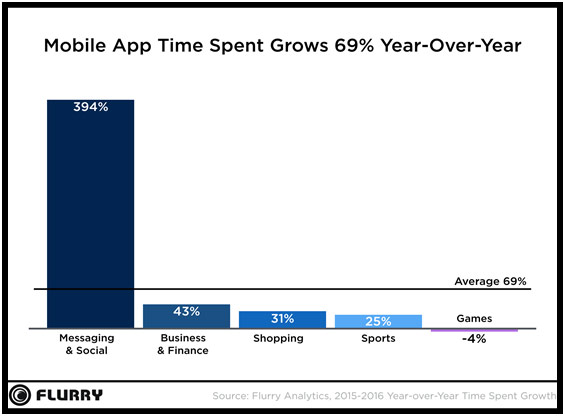 Mobile App Time Spent Grows 69% Year-Over-Year
394%
Average 69%
43%
31%
25%
Games
-4%
Messaging
& Social
Business
& Finance
Shopping
Sports
FLURRY
Source: Flurry Analytics, 2015-2016 Year-over-Year Time Spent Growth